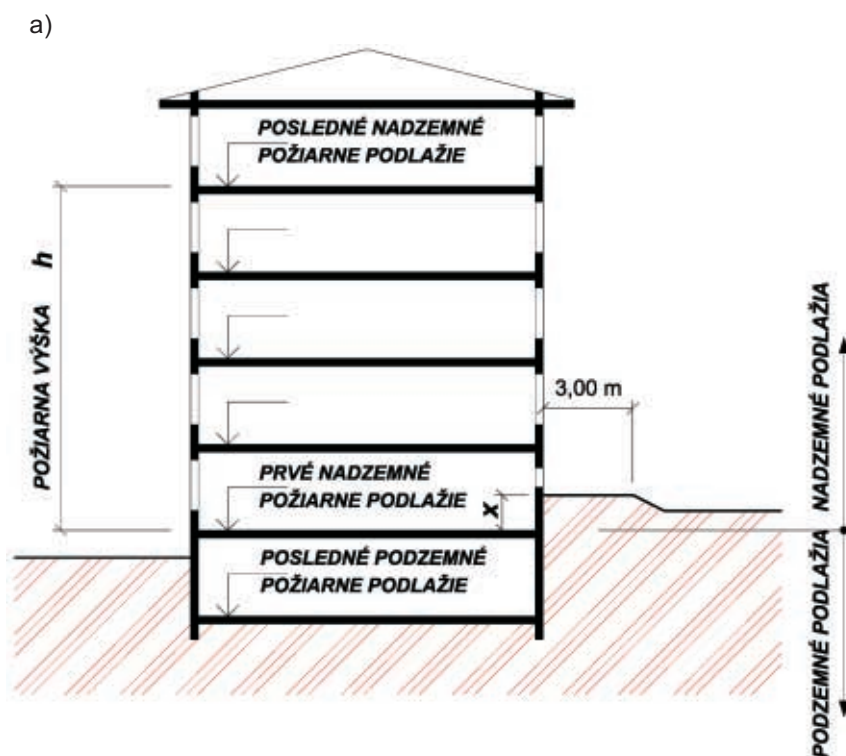 a)
POSLEDNÉ NADZEMNÉ
POŽIARNE PODLAŽIE
POŽIARNA VÝŠKA h
3,00 m
PRVÉ NADZEMNÉ
POŽIARNE PODLAŽIE
x
POSLEDNÉ PODZEMNÉ
POŽIARNE PODLAŽIE
NADZEMNÉ PODLAŽIA
PODZEMNÉ PODLAŽIA